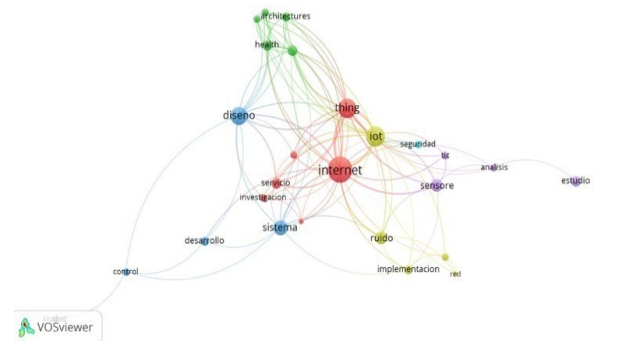 architectures
health
thing
diseno
iot
seguridad
tic
internet
analisis
servicio
sensore
estudio
investigacion
sistema
ruido
desarrollo
implementacion
control
red
ciudad
VOSviewer